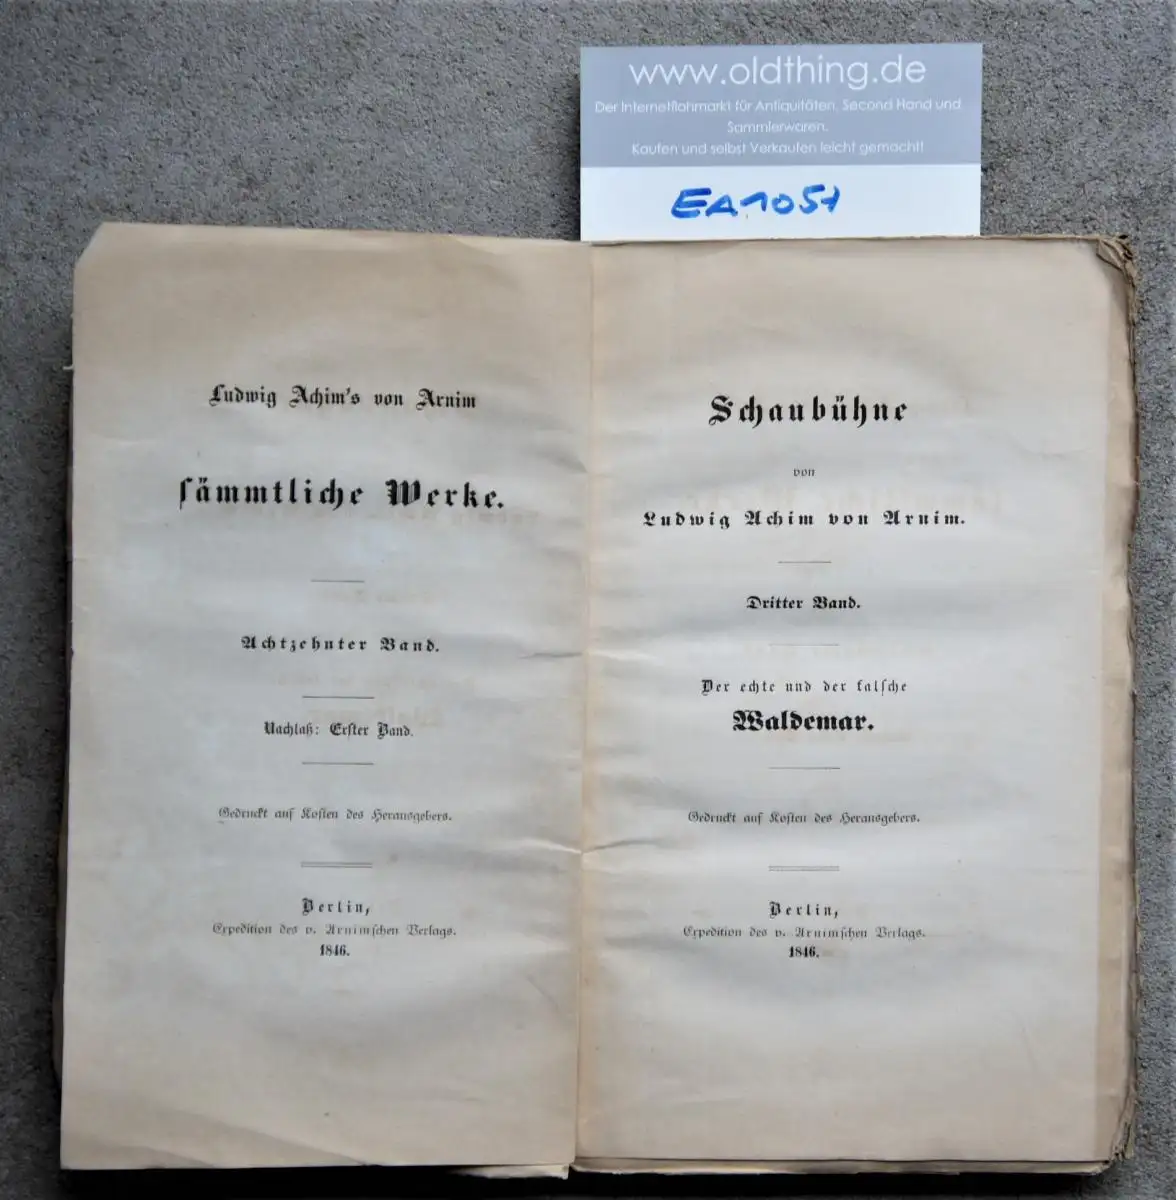 www.oldthing.de
Der Internetflohmarkt für Antiquitäten, Second Hand und
Sammlerwaren.
Kaufen und selbst Verkaufen leicht gemacht!
EA1051
Ludwig Achim's von Arnim
sämmtliche Werke.
Achtzehnter Band.
Nachlaß: Erster Band.
Gedruckt auf Kosten des Herausgebers.
Berlin,
Expedition des v. Arnimschen Verlags.
1846.
Schaubühne
von
Ludwig Achim von Arnim.
Dritter Band.
Der echte und der falsche
Waldemar.
Gedruckt auf Kosten des Herausgebers.
Berlin,
Expedition des v. Arnimschen Verlags.
1846.